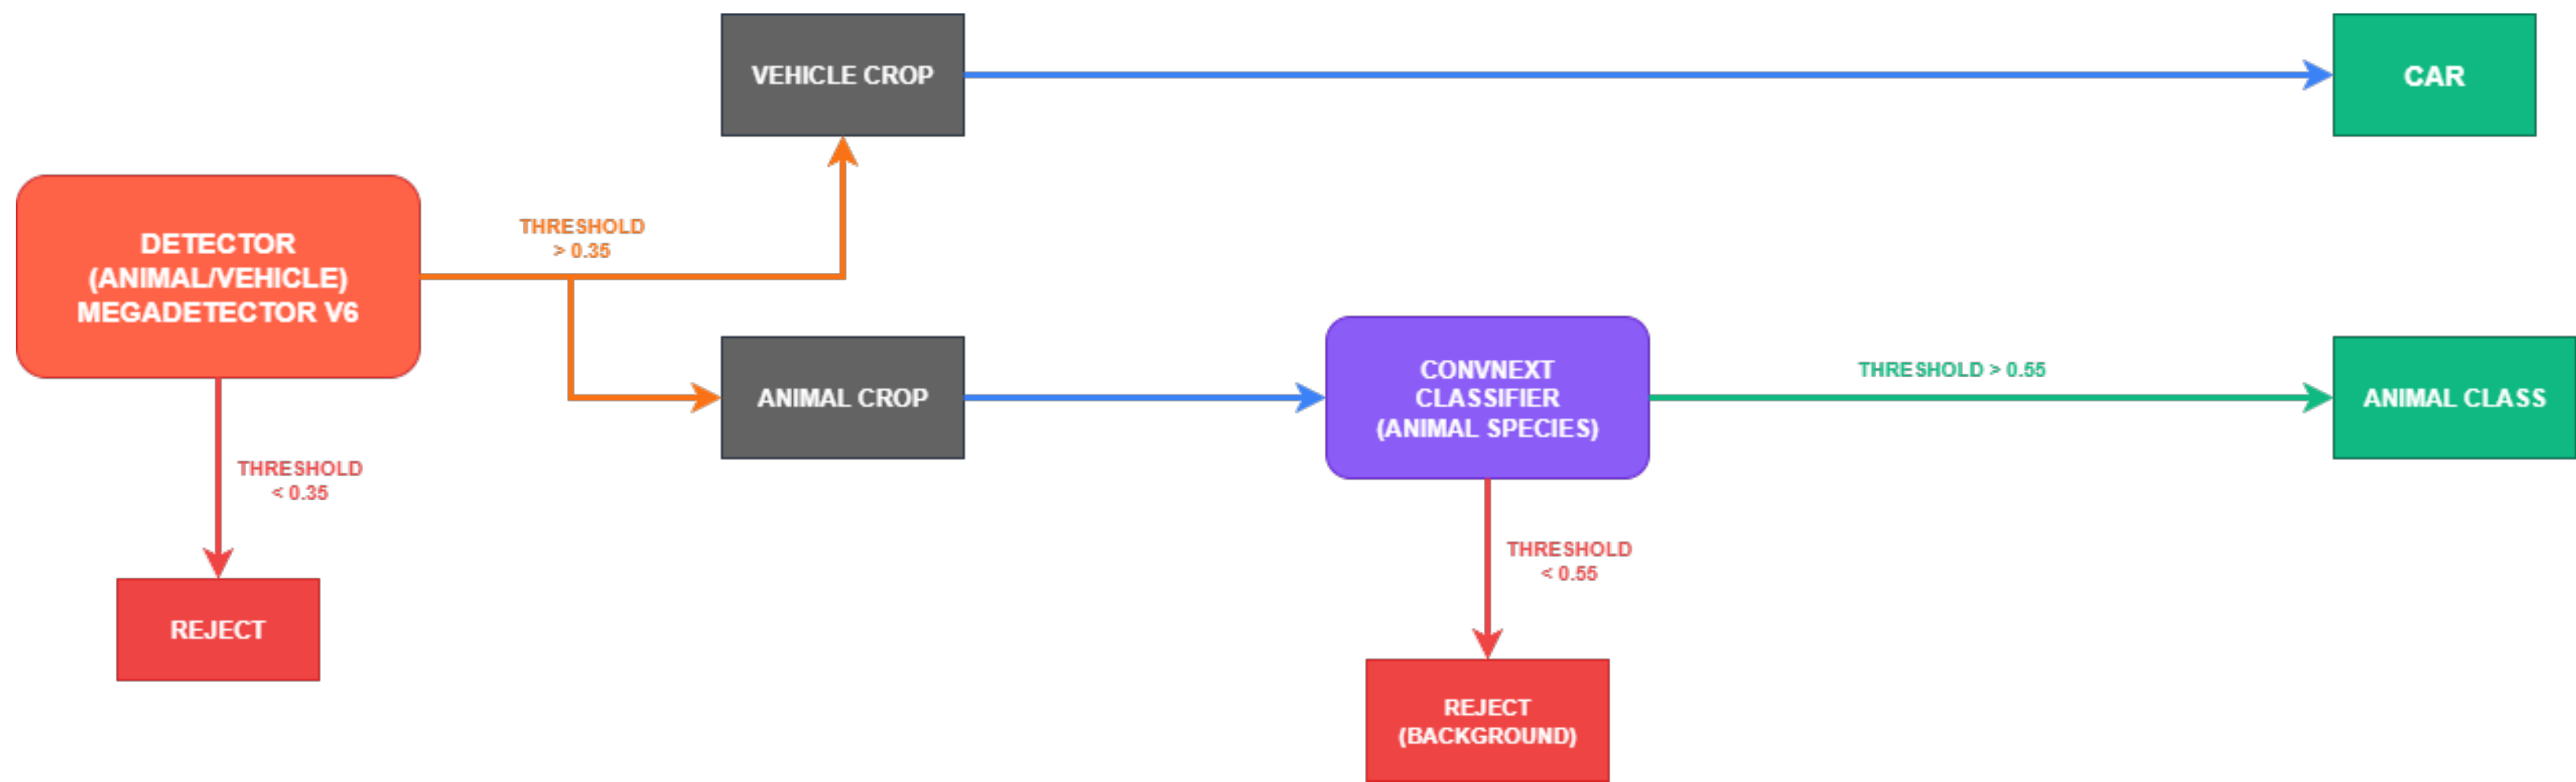 VEHICLE CROP
CAR
DETECTOR
(ANIMAL/VEHICLE)
MEGADETECTOR V6
THRESHOLD
> 0.35
ANIMAL CROP
CONVNEXT
CLASSIFIER
(ANIMAL SPECIES)
THRESHOLD > 0.55
ANIMAL CLASS
THRESHOLD
< 0.35
REJECT
THRESHOLD
< 0.55
REJECT
(BACKGROUND)